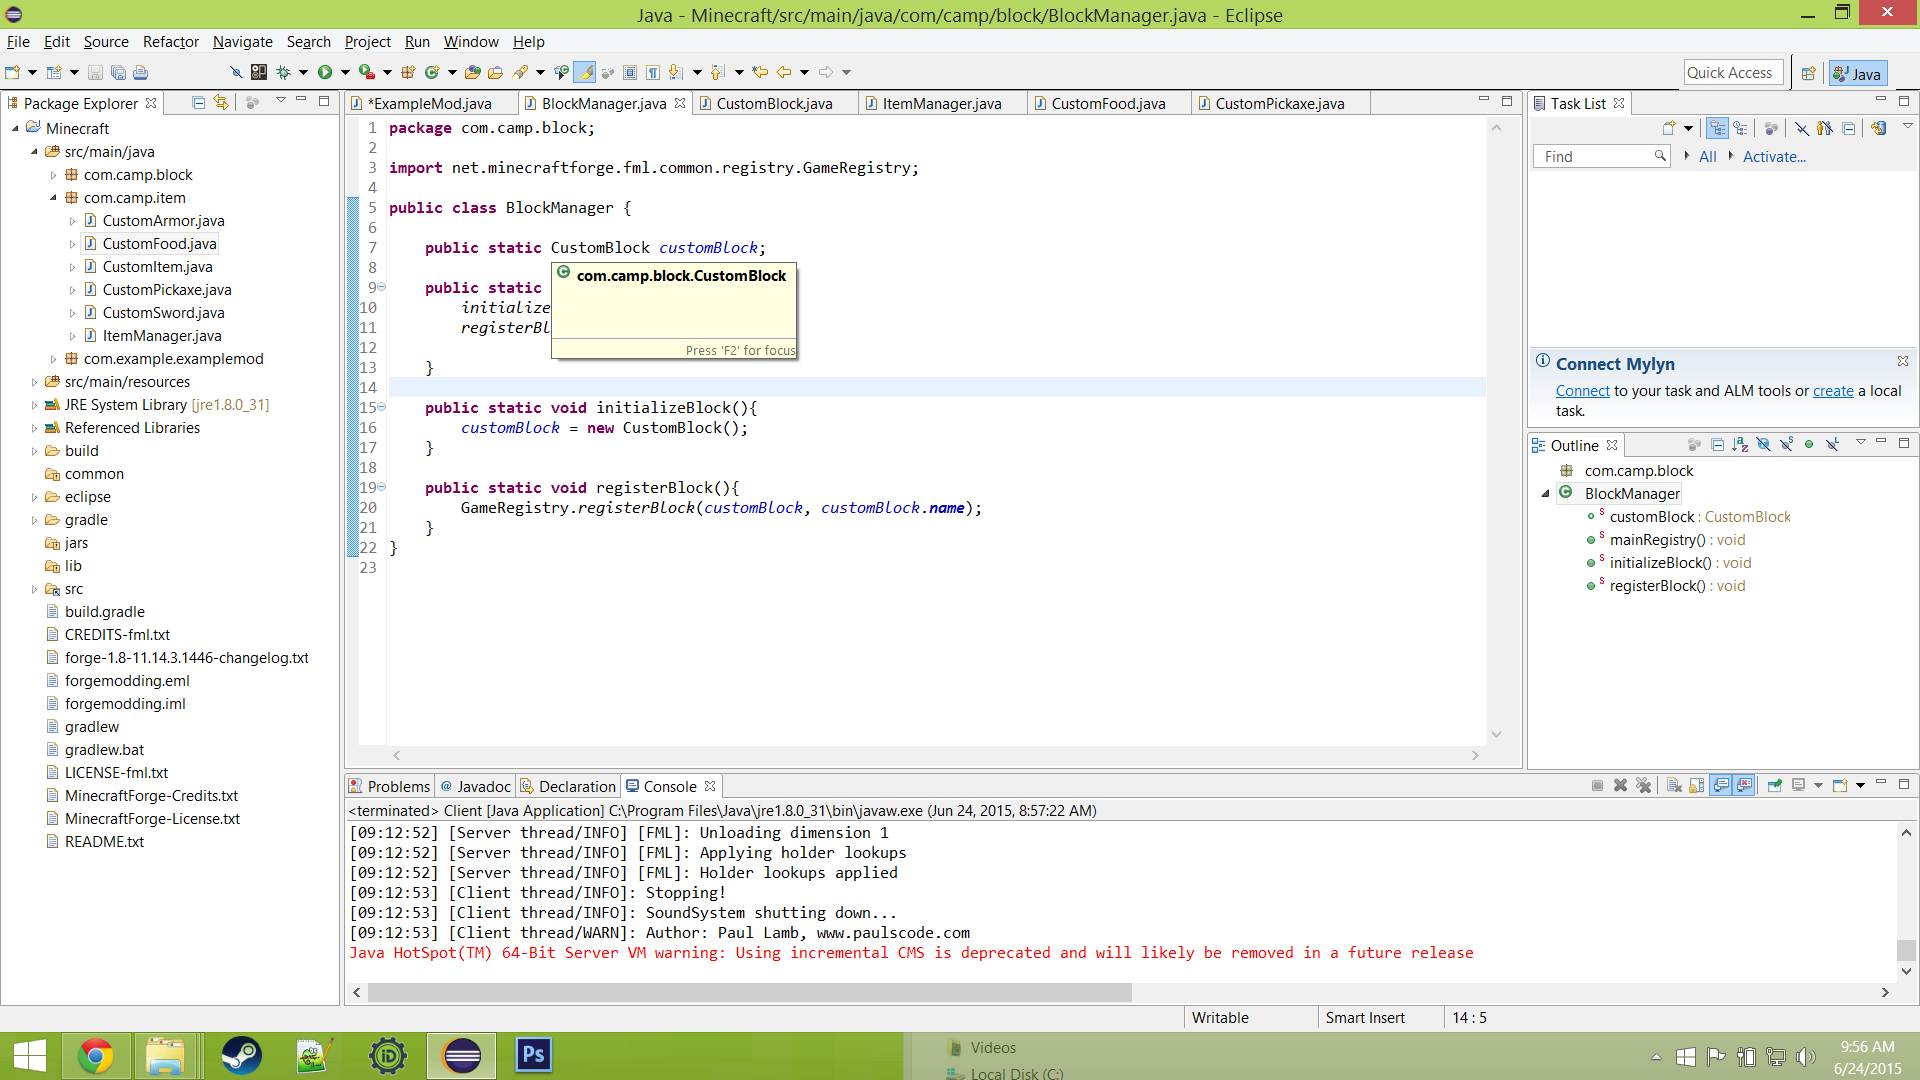 Java - Minecraft/src/main/java/com/camp/block/BlockManager.java - Eclipse
File Edit Source Refactor Navigate Search Project Run Window Help
Quick Access
Java
Package Explorer
Minecraft
src/main/java
com.camp.block
com.camp.item
CustomArmor.java
CustomFood.java
CustomItem.java
CustomPickaxe.java
CustomSword.java
ItemManager.java
com.example.examplemod
src/main/resources
JRE System Library [jre1.8.0_31]
Referenced Libraries
build
common
eclipse
gradle
jars
lib
src
build.gradle
CREDITS-fml.txt
forge-1.8-11.14.3.1446-changelog.txt
forgemodding.eml
forgemodding.iml
gradlew
gradlew.bat
LICENSE-fml.txt
MinecraftForge-Credits.txt
MinecraftForge-License.txt
README.txt
*ExampleMod.java BlockManager.java CustomBlock.java ItemManager.java CustomFood.java CustomPickaxe.java
1 package com.camp.block;
2
3 import net.minecraftforge.fml.common.registry.GameRegistry;
4
5 public class BlockManager {
6
7 public static CustomBlock customBlock;
8
9 public static
10 initialize
11 registerBl
12
13 }
14
15 public static void initializeBlock(){
16 customBlock = new CustomBlock();
17 }
18
19 public static void registerBlock(){
20 GameRegistry.registerBlock(customBlock, customBlock.name);
21 }
22 }
23
com.camp.block.CustomBlock
Press 'F2' for focus
Task List
Find
All
Activate...
Connect Mylyn
Connect to your task and ALM tools or create a local
task.
Outline
com.camp.block
BlockManager
customBlock : CustomBlock
mainRegistry() : void
initializeBlock() : void
registerBlock() : void
Problems Javadoc Declaration Console
<terminated> Client [Java Application] C:\Program Files\Java\jre1.8.0_31\bin\javaw.exe (Jun 24, 2015, 8:57:22 AM)
[09:12:52] [Server thread/INFO] [FML]: Unloading dimension 1
[09:12:52] [Server thread/INFO] [FML]: Applying holder lookups
[09:12:52] [Server thread/INFO] [FML]: Holder lookups applied
[09:12:53] [Client thread/INFO]: Stopping!
[09:12:53] [Client thread/INFO]: SoundSystem shutting down...
[09:12:53] [Client thread/WARN]: Author: Paul Lamb, www.paulscode.com
Java HotSpot(TM) 64-Bit Server VM warning: Using incremental CMS is deprecated and will likely be removed in a future release
Writable
Smart Insert
14 : 5
Ps
Videos
Local Disk (C:)
9:56 AM
6/24/2015